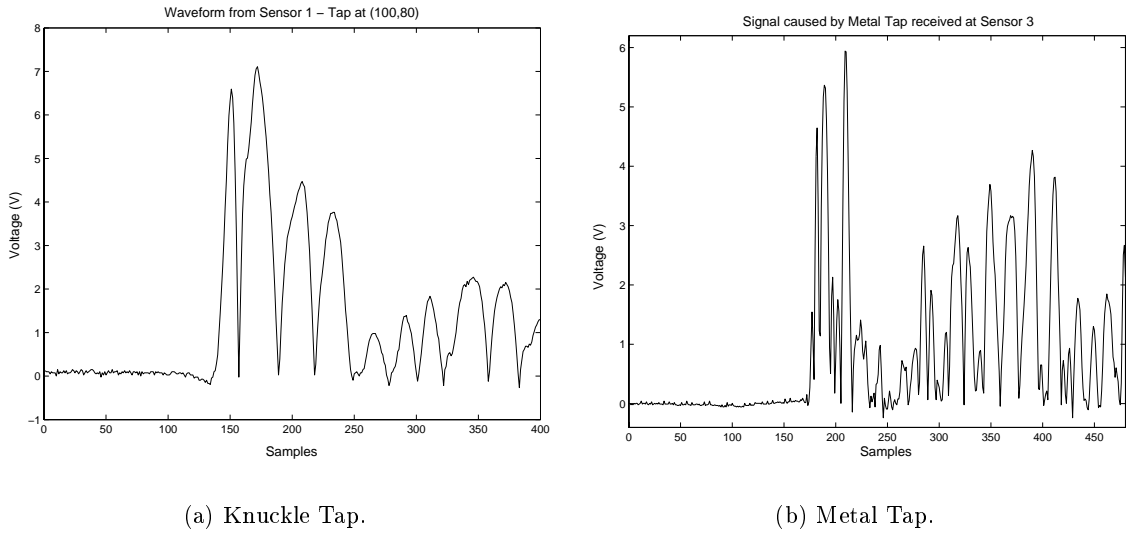 Waveform from Sensor 1 − Tap at (100,80)
8
7
6
5
4
3
2
1
0
−1
Voltage (V)
0 50 100 150 200 250 300 350 400
Samples
(a) Knuckle Tap.
Signal caused by Metal Tap received at Sensor 3
6
5
4
3
2
1
0
Voltage (V)
0 50 100 150 200 250 300 350 400 450
Samples
(b) Metal Tap.